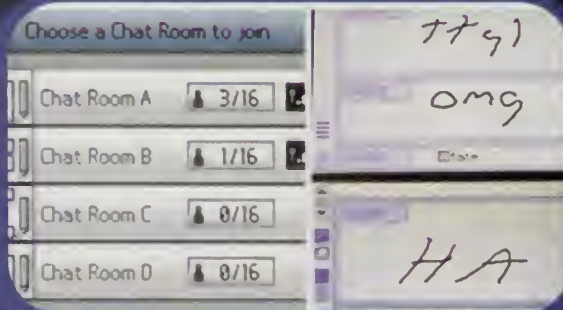 Choose a Chat Room to join
Chat Room A 3/16
Chat Room B 1/16
Chat Room C 0/16
Chat Room D 0/16
ttyl
omg
HA